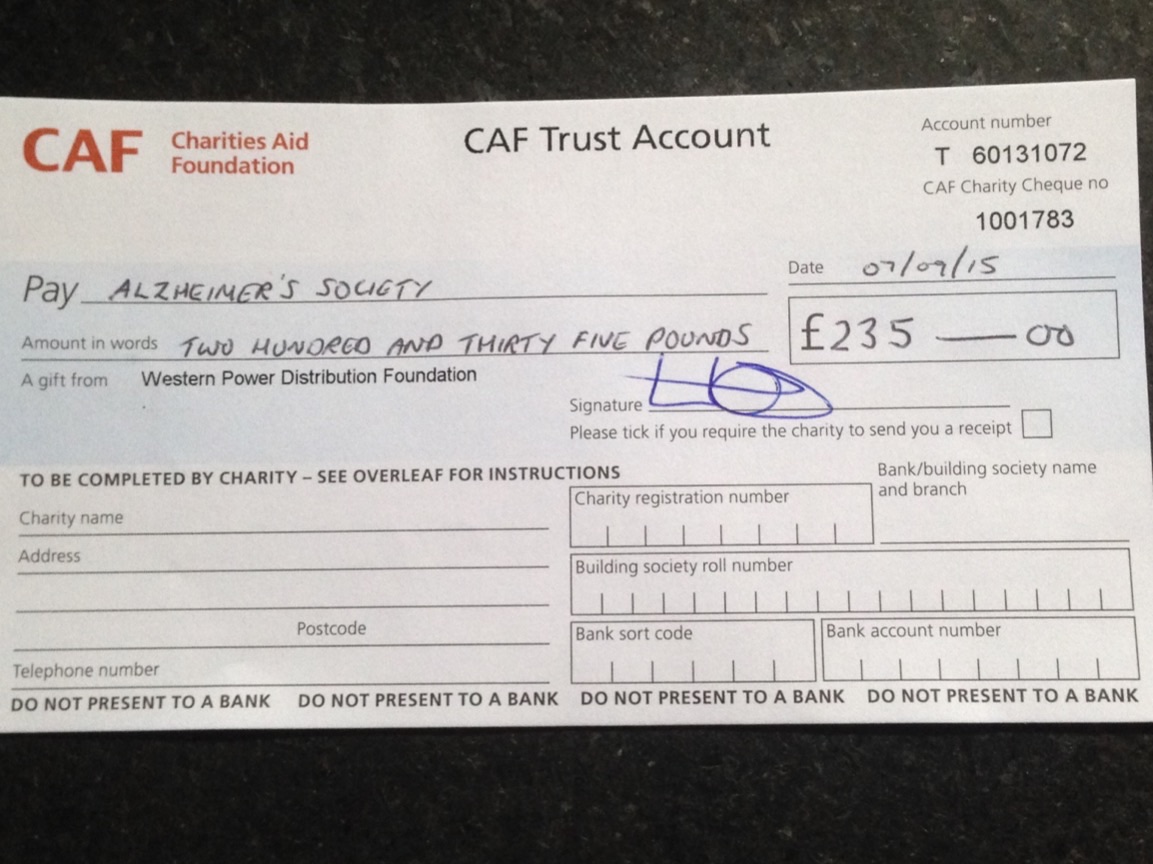 CAF Charities Aid Foundation
CAF Trust Account
Account number
T 60131072
CAF Charity Cheque no
1001783
Pay ALZHEIMER'S SOCIETY
Date 07/09/15
Amount in words TWO HUNDRED AND THIRTY FIVE POUNDS
£235 — 00
A gift from Western Power Distribution Foundation
Signature
Please tick if you require the charity to send you a receipt
TO BE COMPLETED BY CHARITY – SEE OVERLEAF FOR INSTRUCTIONS
Charity name
Address
Postcode
Telephone number
Charity registration number
Bank/building society name
and branch
Building society roll number
Bank sort code
Bank account number
DO NOT PRESENT TO A BANK DO NOT PRESENT TO A BANK DO NOT PRESENT TO A BANK DO NOT PRESENT TO A BANK